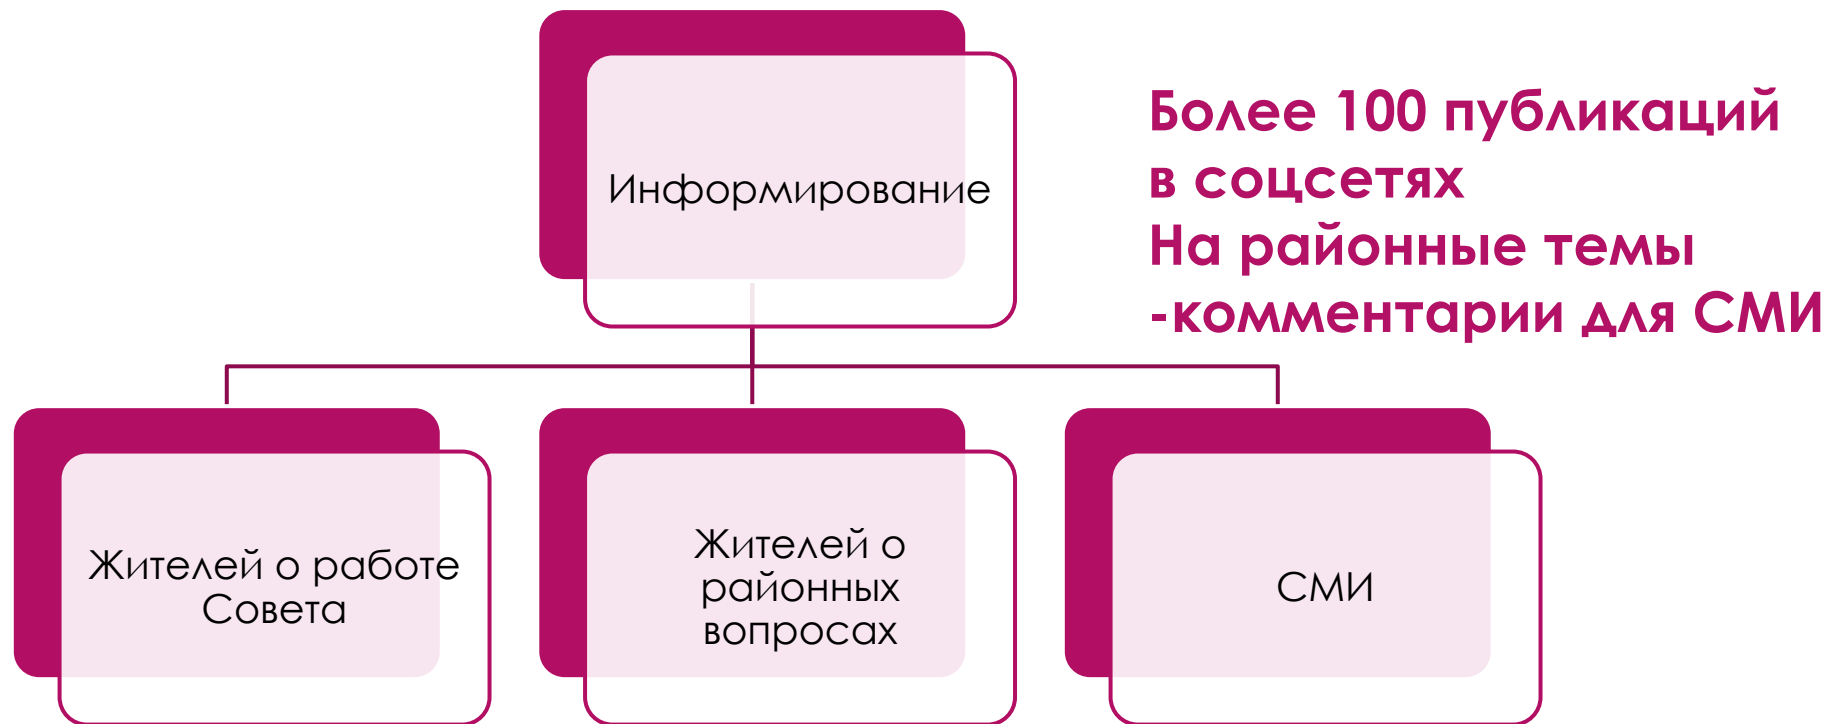 Информирование
Более 100 публикаций
в соцсетях
На районные темы
-комментарии для СМИ
Жителей о работе
Совета
Жителей о
районных
вопросах
СМИ